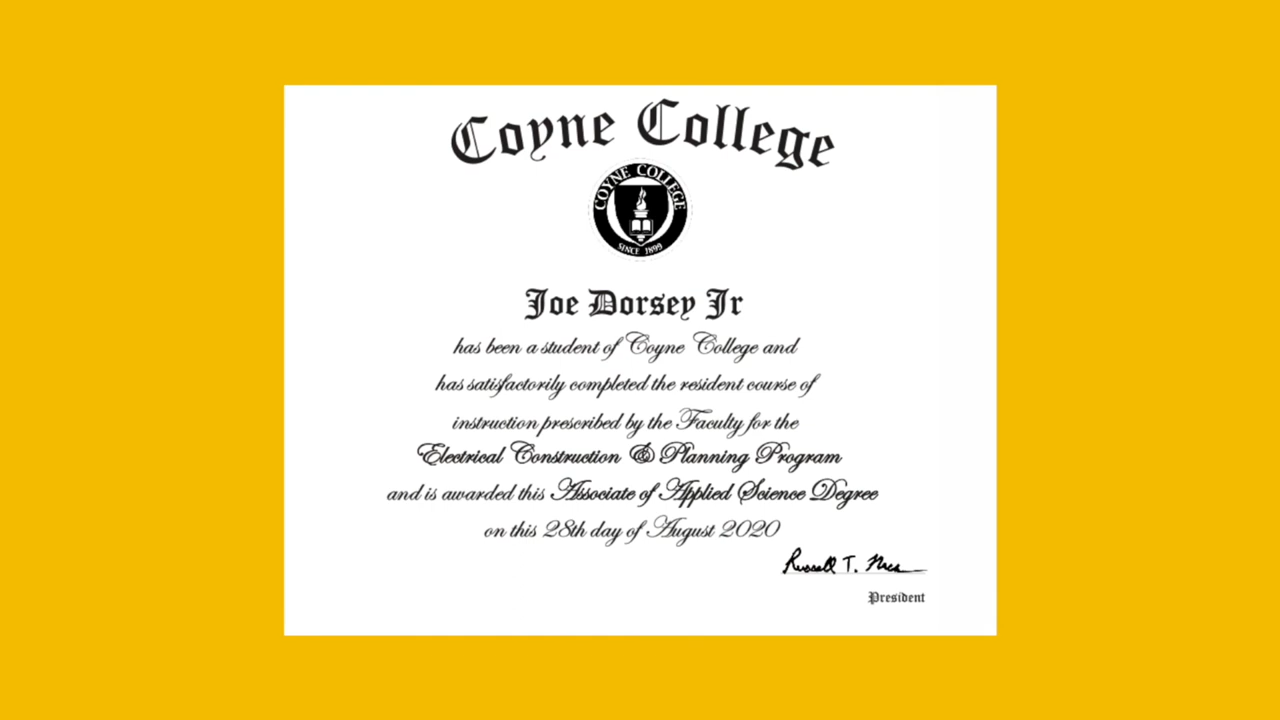 Coyne College
COYNE COLLEGE
SINCE 1899
Joe Dorsey Jr
has been a student of Coyne College and
has satisfactorily completed the resident course of
instruction prescribed by the Faculty for the
Electrical Construction & Planning Program
and is awarded this Associate of Applied Science Degree
on this 28th day of August 2020
Russell T.
President